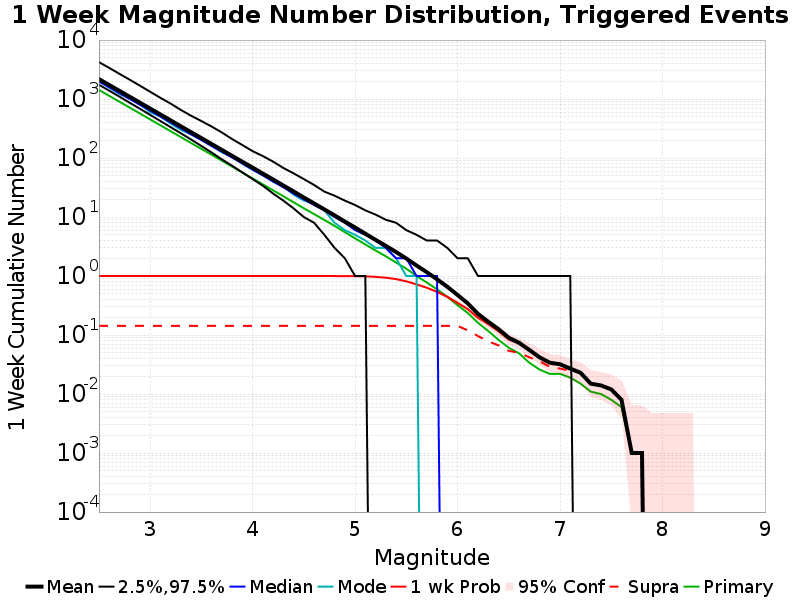 1 Week Magnitude Number Distribution, Triggered Events
1 Week Cumulative Number
10^4
10^3
10^2
10^1
10^0
10^-1
10^-2
10^-3
10^-4
3 4 5 6 7 8 9
Magnitude
Mean 2.5%,97.5% Median Mode 1 wk Prob 95% Conf Supra Primary